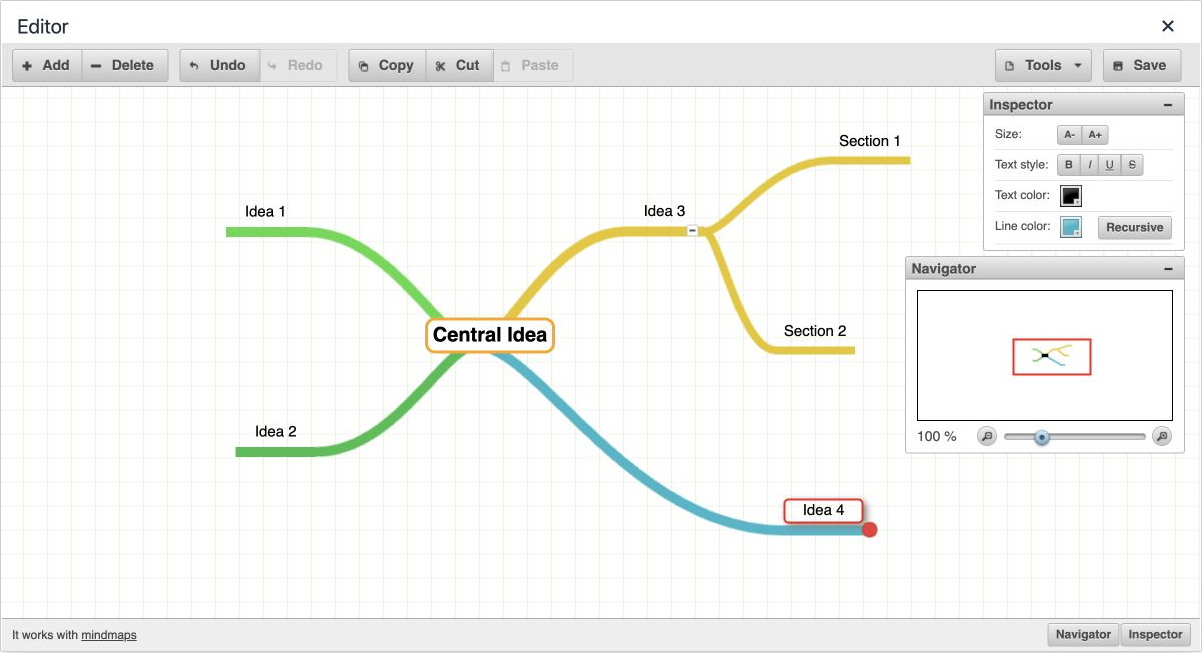 Editor
Add Delete Undo Redo Copy Cut Paste Tools Save
Inspector
Size: A- A+
Text style: B I U S
Text color:
Line color: Recursive
Navigator
100 %
Section 1
Idea 1
Idea 3
Central Idea
Section 2
Idea 2
Idea 4
It works with mindmaps
Navigator Inspector